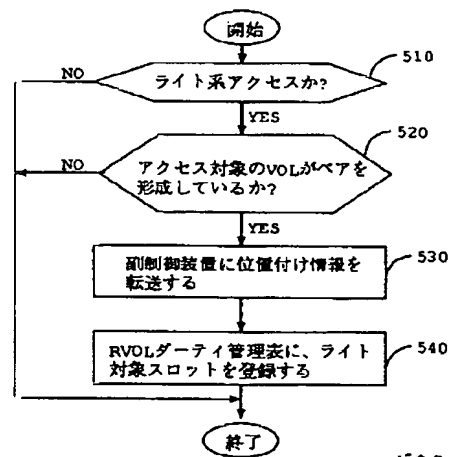 開始
510
NO
ライト系アクセスか?
YES
520
NO
アクセス対象のVOLがペアを
形成しているか?
YES
副制御装置に位置付け情報を
転送する
530
RVOLダーティ管理表に、ライト
対象スロットを登録する
540
終了